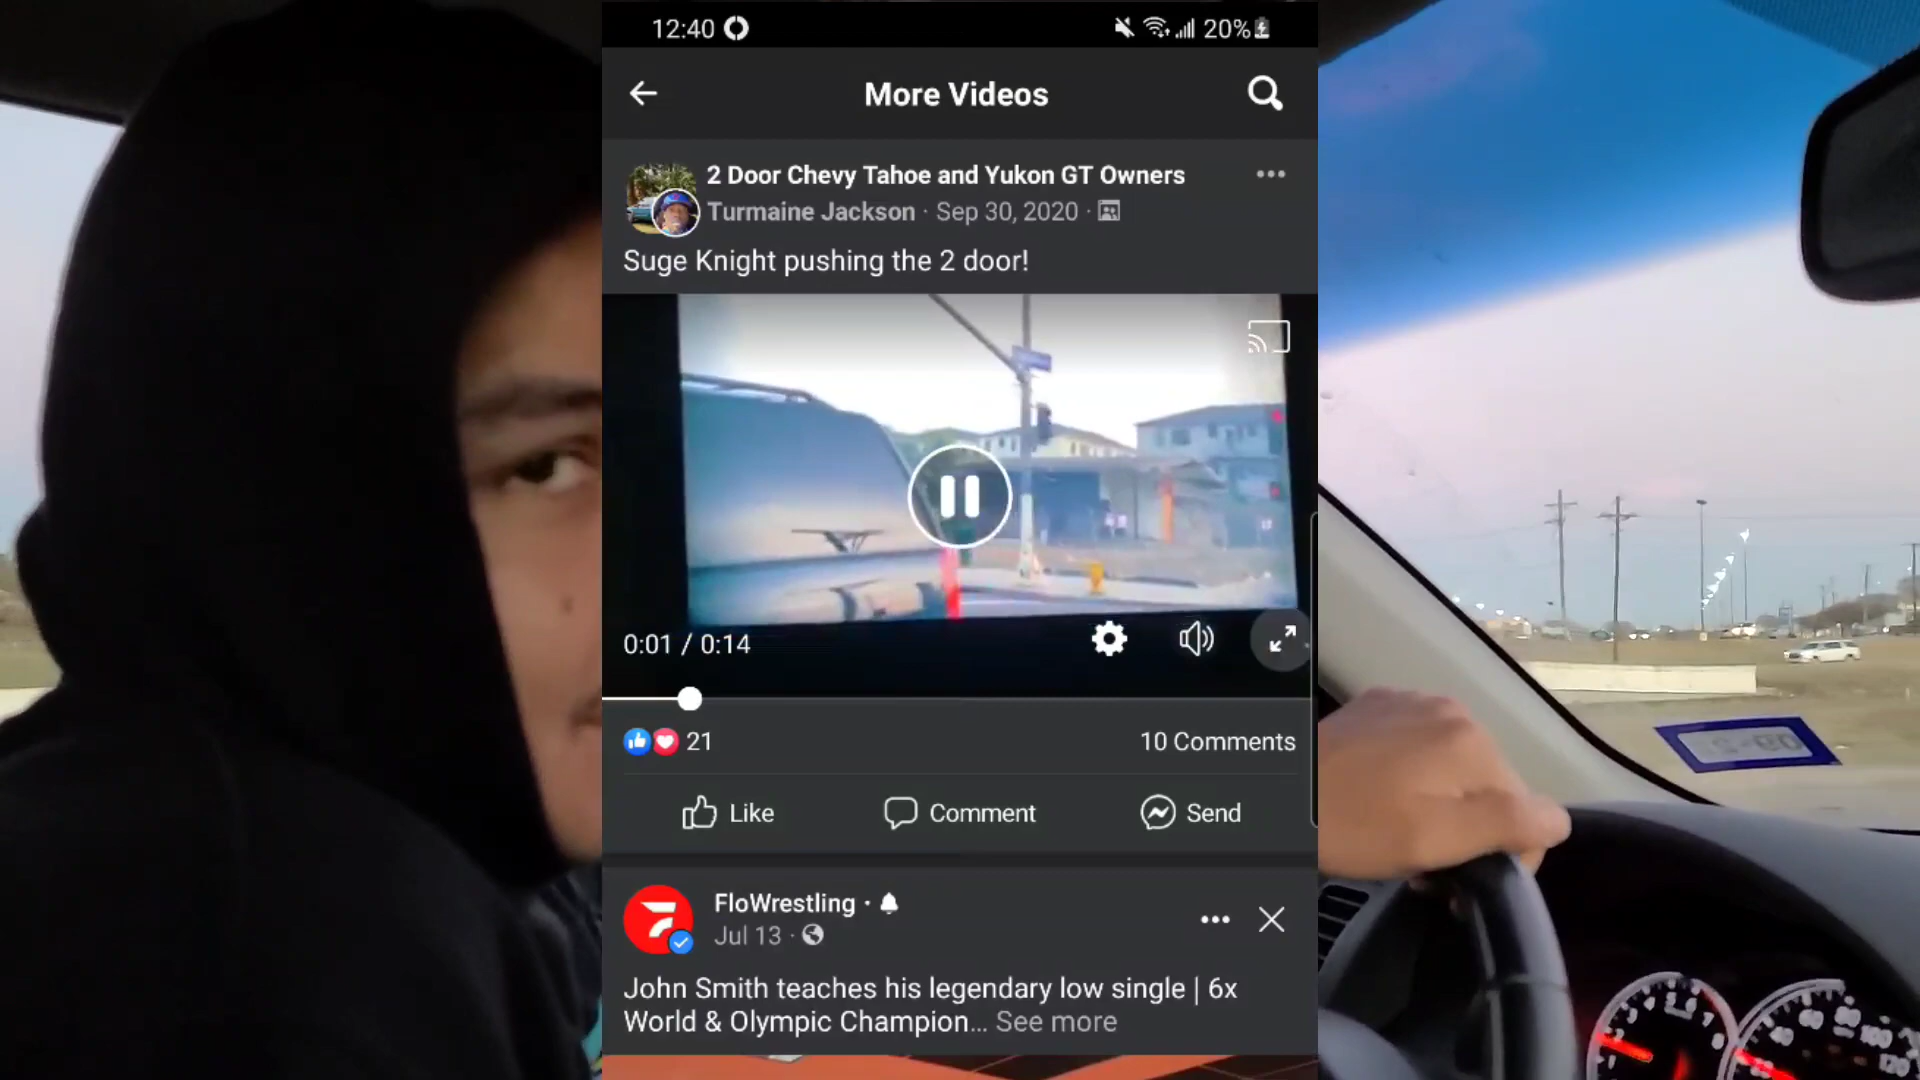 12:40
20%
More Videos
2 Door Chevy Tahoe and Yukon GT Owners
Turmaine Jackson · Sep 30, 2020 ·
Suge Knight pushing the 2 door!
0:01 / 0:14
21
10 Comments
Like
Comment
Send
FloWrestling ·
Jul 13 ·
John Smith teaches his legendary low single | 6x
World & Olympic Champion... See more